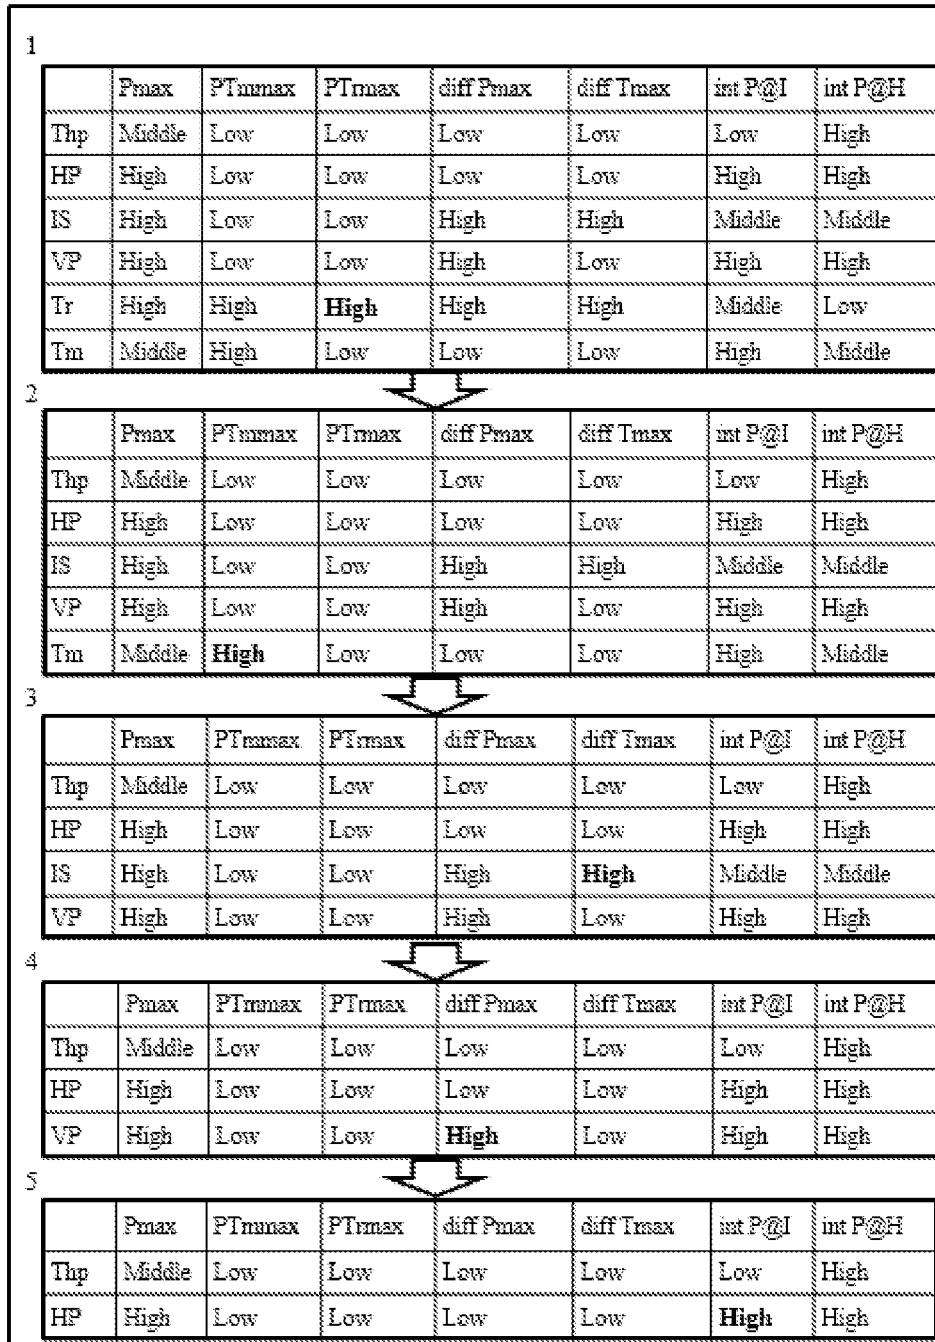 1
Pmax PTmmax PTrmax diff Pmax diff Tmax int P@I int P@H
Thp Middle Low Low Low Low Low High
HP High Low Low Low Low High High
IS High Low Low High High Middle Middle
VP High Low Low High Low High High
Tr High High High High High Middle Low
Tm Middle High Low Low Low High Middle
2
Pmax PTmmax PTrmax diff Pmax diff Tmax int P@I int P@H
Thp Middle Low Low Low Low Low High
HP High Low Low Low Low High High
IS High Low Low High High Middle Middle
VP High Low Low High Low High High
Tm Middle High Low Low Low High Middle
3
Pmax PTmmax PTrmax diff Pmax diff Tmax int P@I int P@H
Thp Middle Low Low Low Low Low High
HP High Low Low Low Low High High
IS High Low Low High High Middle Middle
VP High Low Low High Low High High
4
Pmax PTmmax PTrmax diff Pmax diff Tmax int P@I int P@H
Thp Middle Low Low Low Low Low High
HP High Low Low Low Low High High
VP High Low Low High Low High High
5
Pmax PTmmax PTrmax diff Pmax diff Tmax int P@I int P@H
Thp Middle Low Low Low Low Low High
HP High Low Low Low Low High High